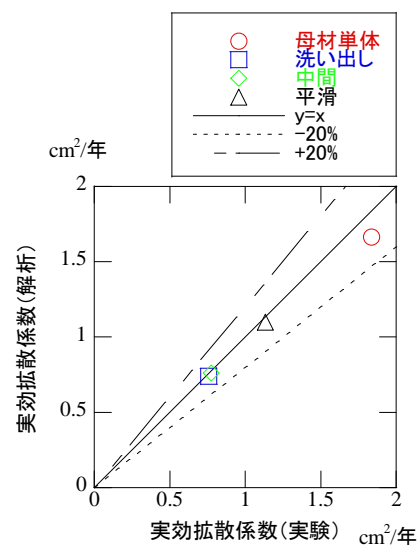 母材単体
洗い出し
中間
平滑
y=x
-20%
+20%
cm²/年
2
1.5
1
0.5
0
0 0.5 1 1.5 2
実効拡散係数(解析)
実効拡散係数(実験) cm²/年